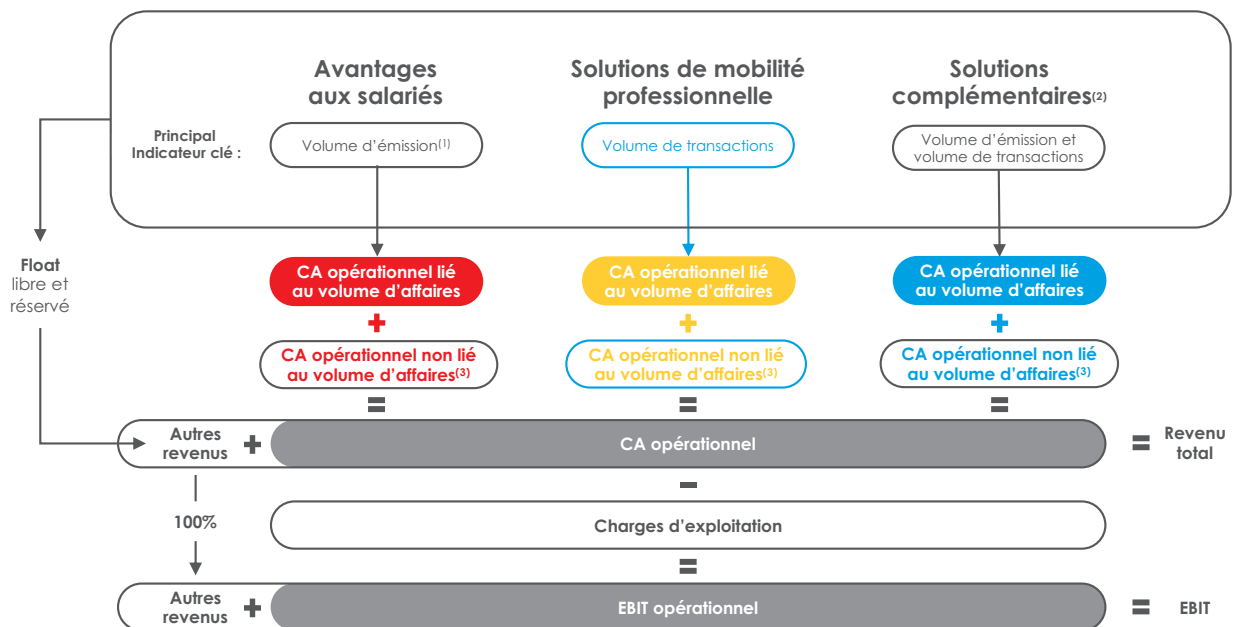 Avantages
aux salariés
Solutions de mobilité
professionnelle
Solutions
complémentaires(2)
Principal
Indicateur clé :
Volume d'émission(1)
Volume de transactions
Volume d'émission et
volume de transactions
Float
libre et
réservé
CA opérationnel lié
au volume d'affaires
CA opérationnel lié
au volume d'affaires
CA opérationnel lié
au volume d'affaires
+
+
+
CA opérationnel non lié
au volume d'affaires(3)
CA opérationnel non lié
au volume d'affaires(3)
CA opérationnel non lié
au volume d'affaires(3)
=
=
=
Autres
revenus
+
CA opérationnel
=
Revenu
total
–
100%
Charges d'exploitation
=
Autres
revenus
+
EBIT opérationnel
=
EBIT